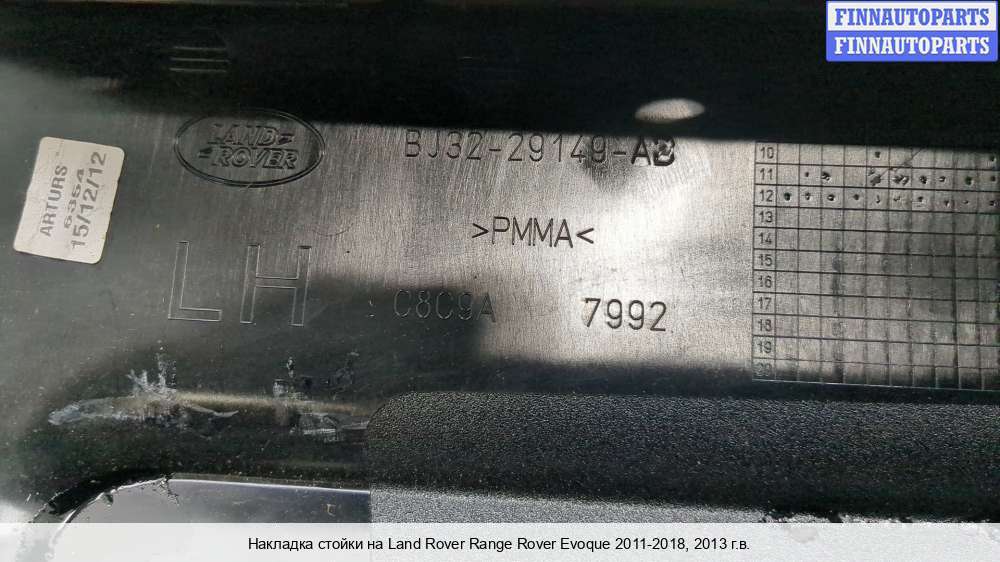 FINNAUTOPARTS
FINNAUTOPARTS
LAND
ROVER
BJ32-29149-AB
ARTURS
6354
15/12/12
>PMMA<
LH
C8C9A
7992
10
11
12
13
14
15
16
17
18
19
20
Накладка стойки на Land Rover Range Rover Evoque 2011-2018, 2013 г.в.